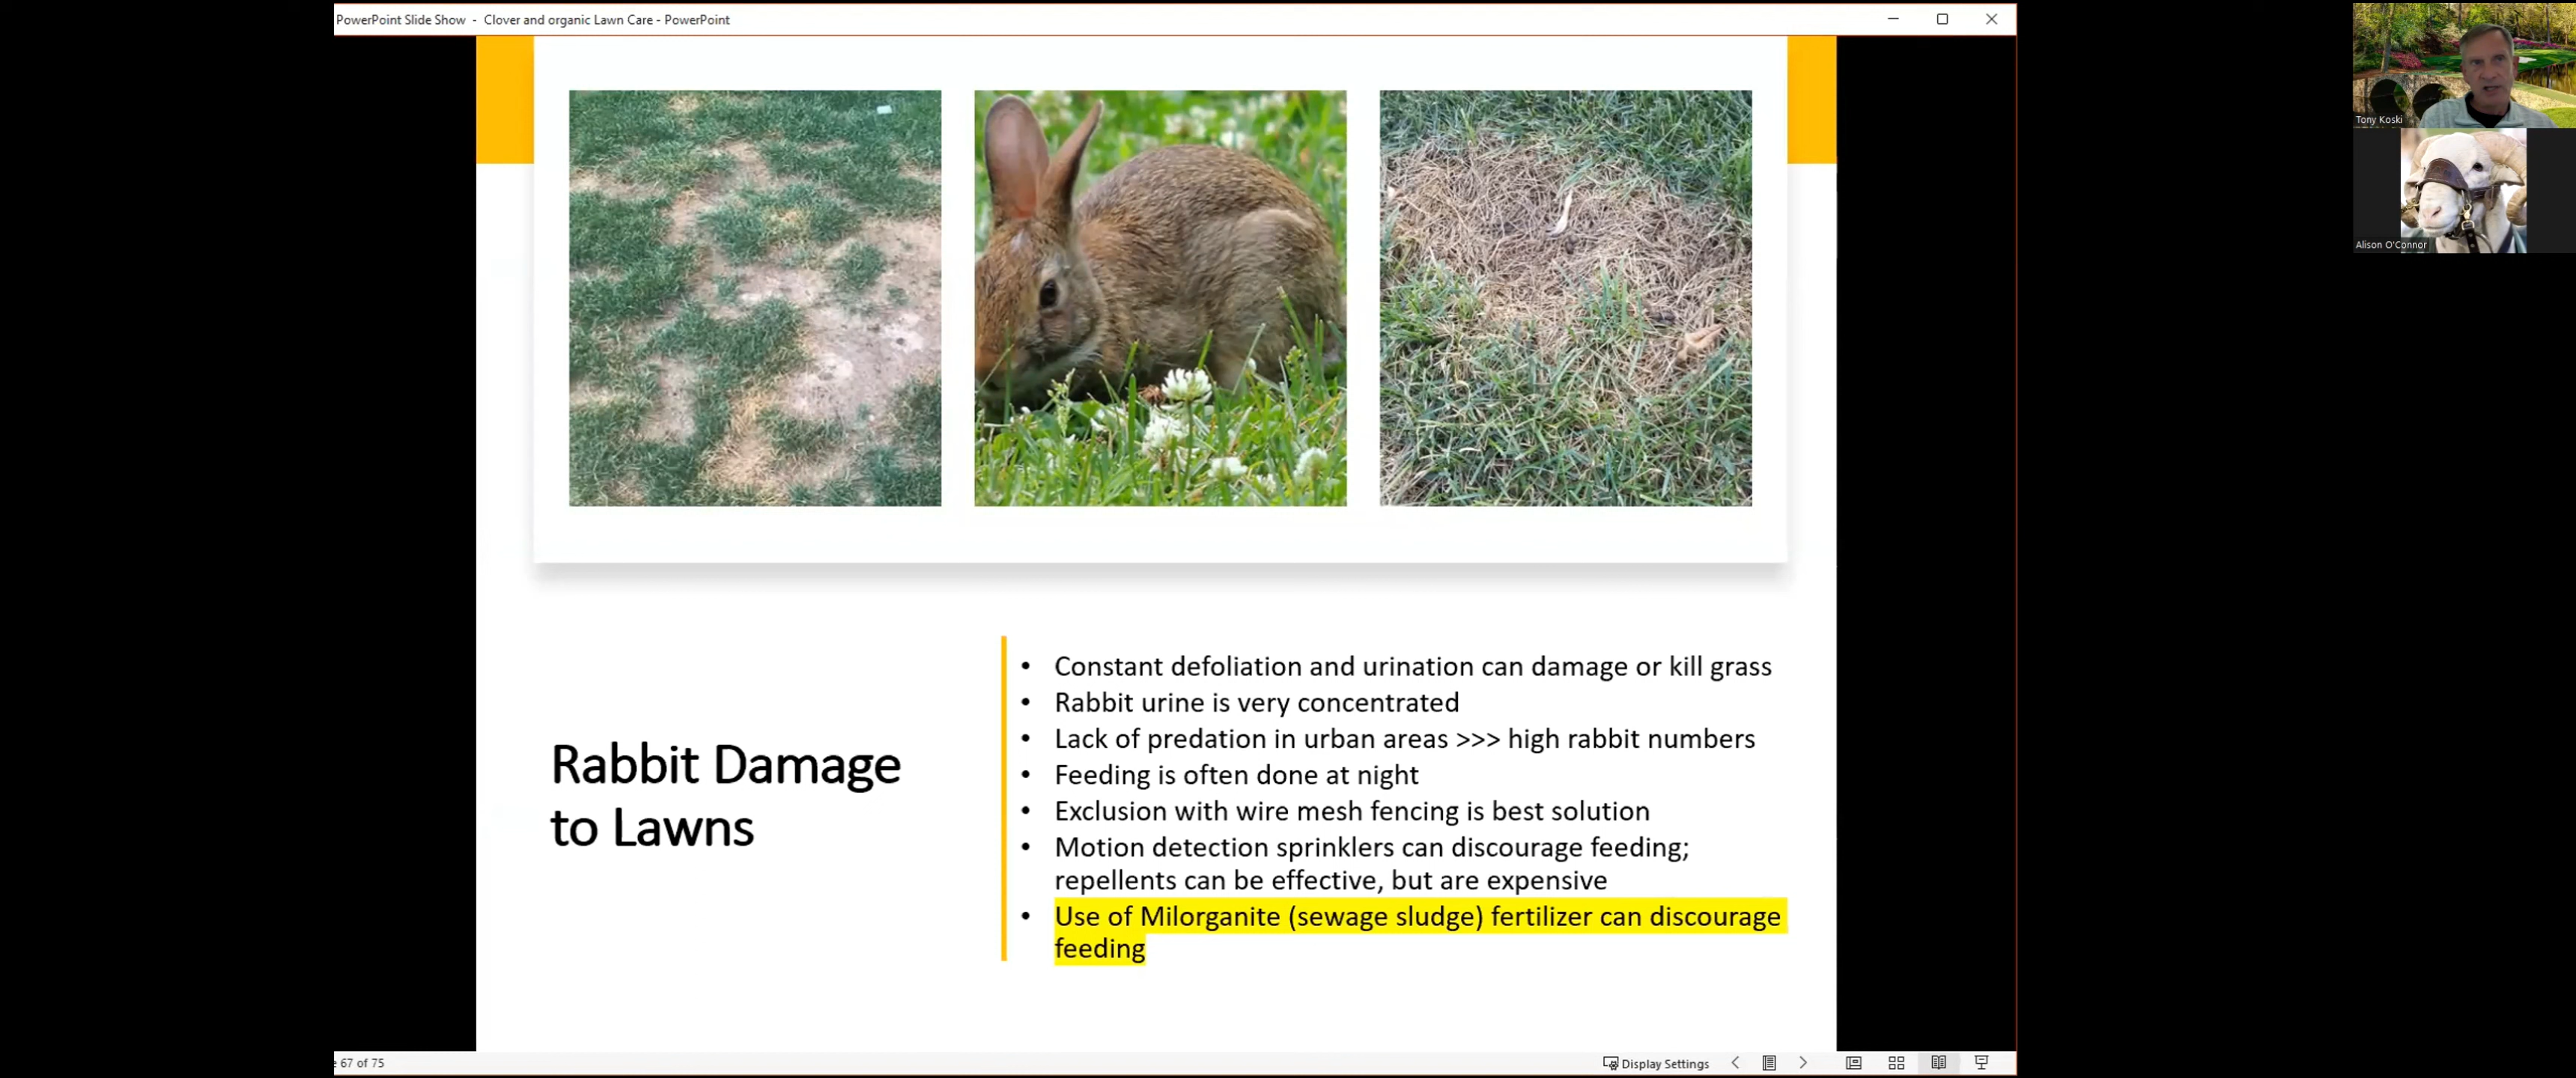 PowerPoint Slide Show - Clover and organic Lawn Care - PowerPoint
Tony Koski
Alison O'Connor
Rabbit Damage
to Lawns
• Constant defoliation and urination can damage or kill grass
• Rabbit urine is very concentrated
• Lack of predation in urban areas >>> high rabbit numbers
• Feeding is often done at night
• Exclusion with wire mesh fencing is best solution
• Motion detection sprinklers can discourage feeding;
repellents can be effective, but are expensive
• Use of Milorganite (sewage sludge) fertilizer can discourage
feeding
67 of 75
Display Settings